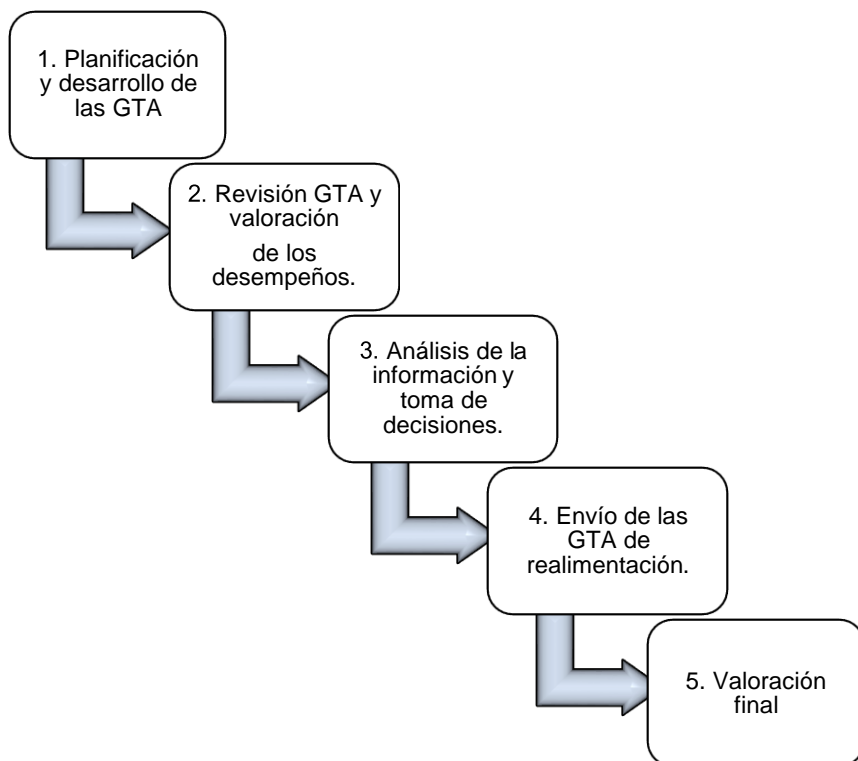 1. Planificación
y desarrollo de
las GTA
2. Revisión GTA y
valoración
de los
desempeños.
3. Análisis de la
información y
toma de
decisiones.
4. Envío de las
GTA de
realimentación.
5. Valoración
final